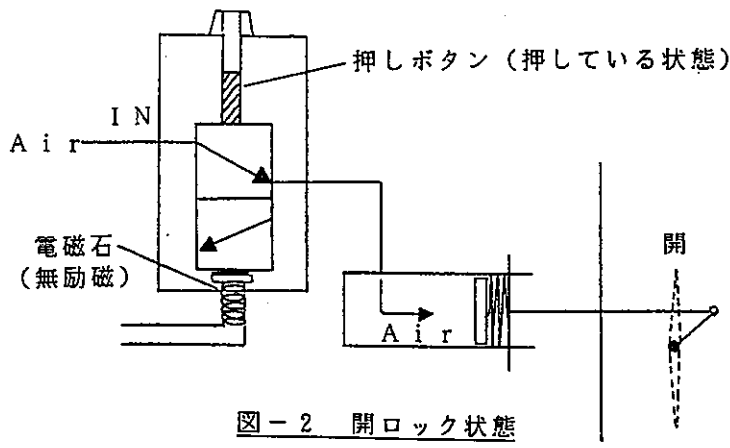 押しボタン（押している状態）
IN
Air
電磁石
（無励磁）
開
Air
図－2　開ロック状態